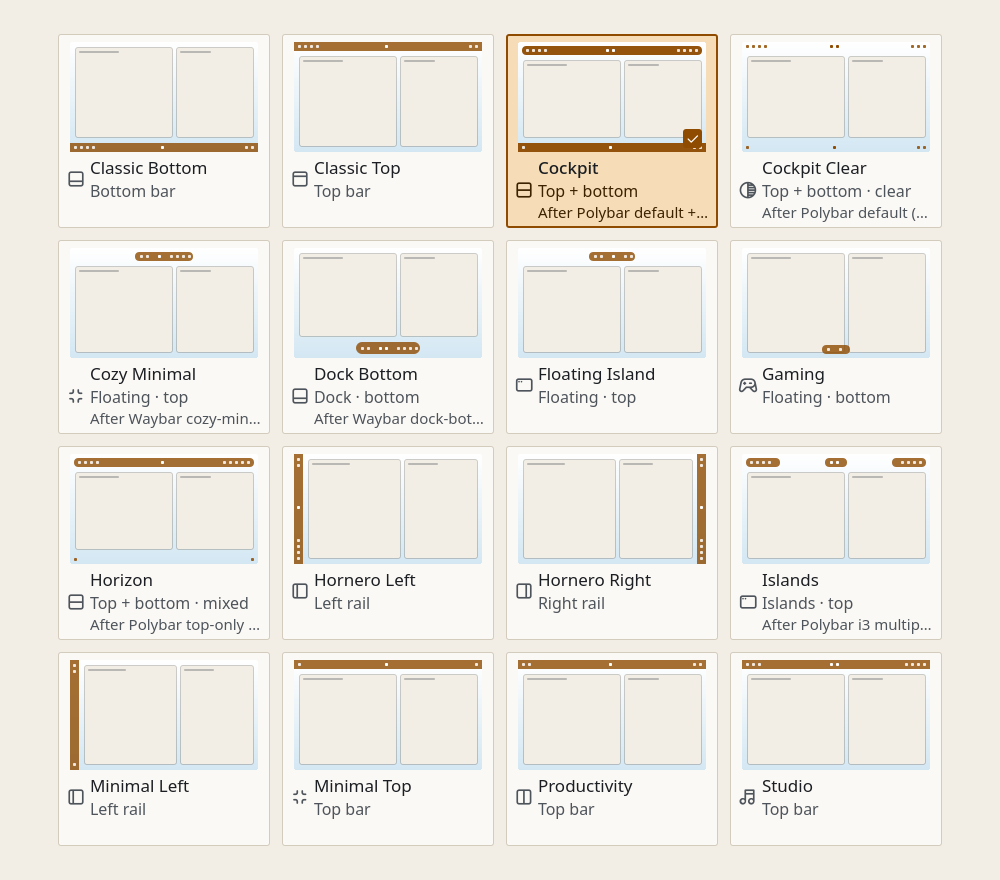 Classic Bottom
Bottom bar
Classic Top
Top bar
Cockpit
Top + bottom
After Polybar default +...
Cockpit Clear
Top + bottom · clear
After Polybar default (...
Cozy Minimal
Floating · top
After Waybar cozy-min...
Dock Bottom
Dock · bottom
After Waybar dock-bot...
Floating Island
Floating · top
Gaming
Floating · bottom
Horizon
Top + bottom · mixed
After Polybar top-only ...
Hornero Left
Left rail
Hornero Right
Right rail
Islands
Islands · top
After Polybar i3 multip...
Minimal Left
Left rail
Minimal Top
Top bar
Productivity
Top bar
Studio
Top bar